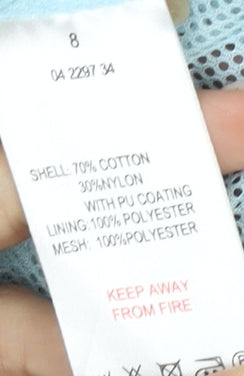 8
04 2297 34
SHELL: 70% COTTON
30%NYLON
WITH PU COATING
LINING: 100% POLYESTER
MESH: 100%POLYESTER
KEEP AWAY
FROM FIRE